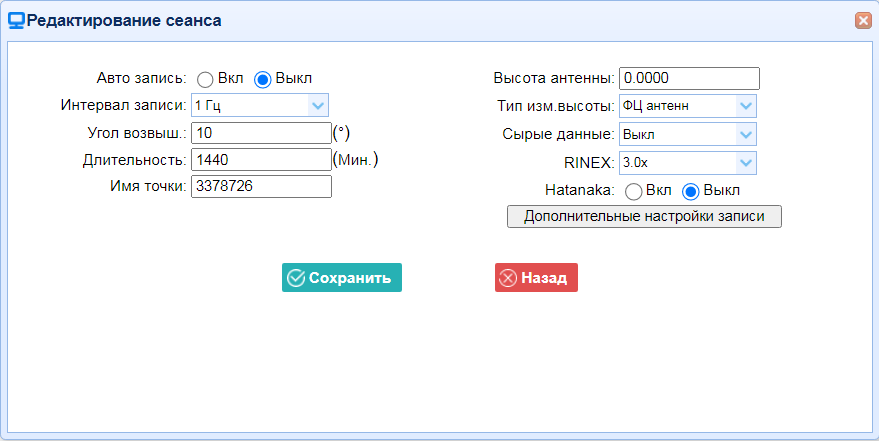 Редактирование сеанса
Авто запись: Вкл Выкл
Интервал записи: 1 Гц
Угол возвыш.: 10 (°)
Длительность: 1440 (Мин.)
Имя точки: 3378726
Высота антенны: 0.0000
Тип изм.высоты: ФЦ антенн
Сырые данные: Выкл
RINEX: 3.0x
Hatanaka: Вкл Выкл
Дополнительные настройки записи
Сохранить Назад